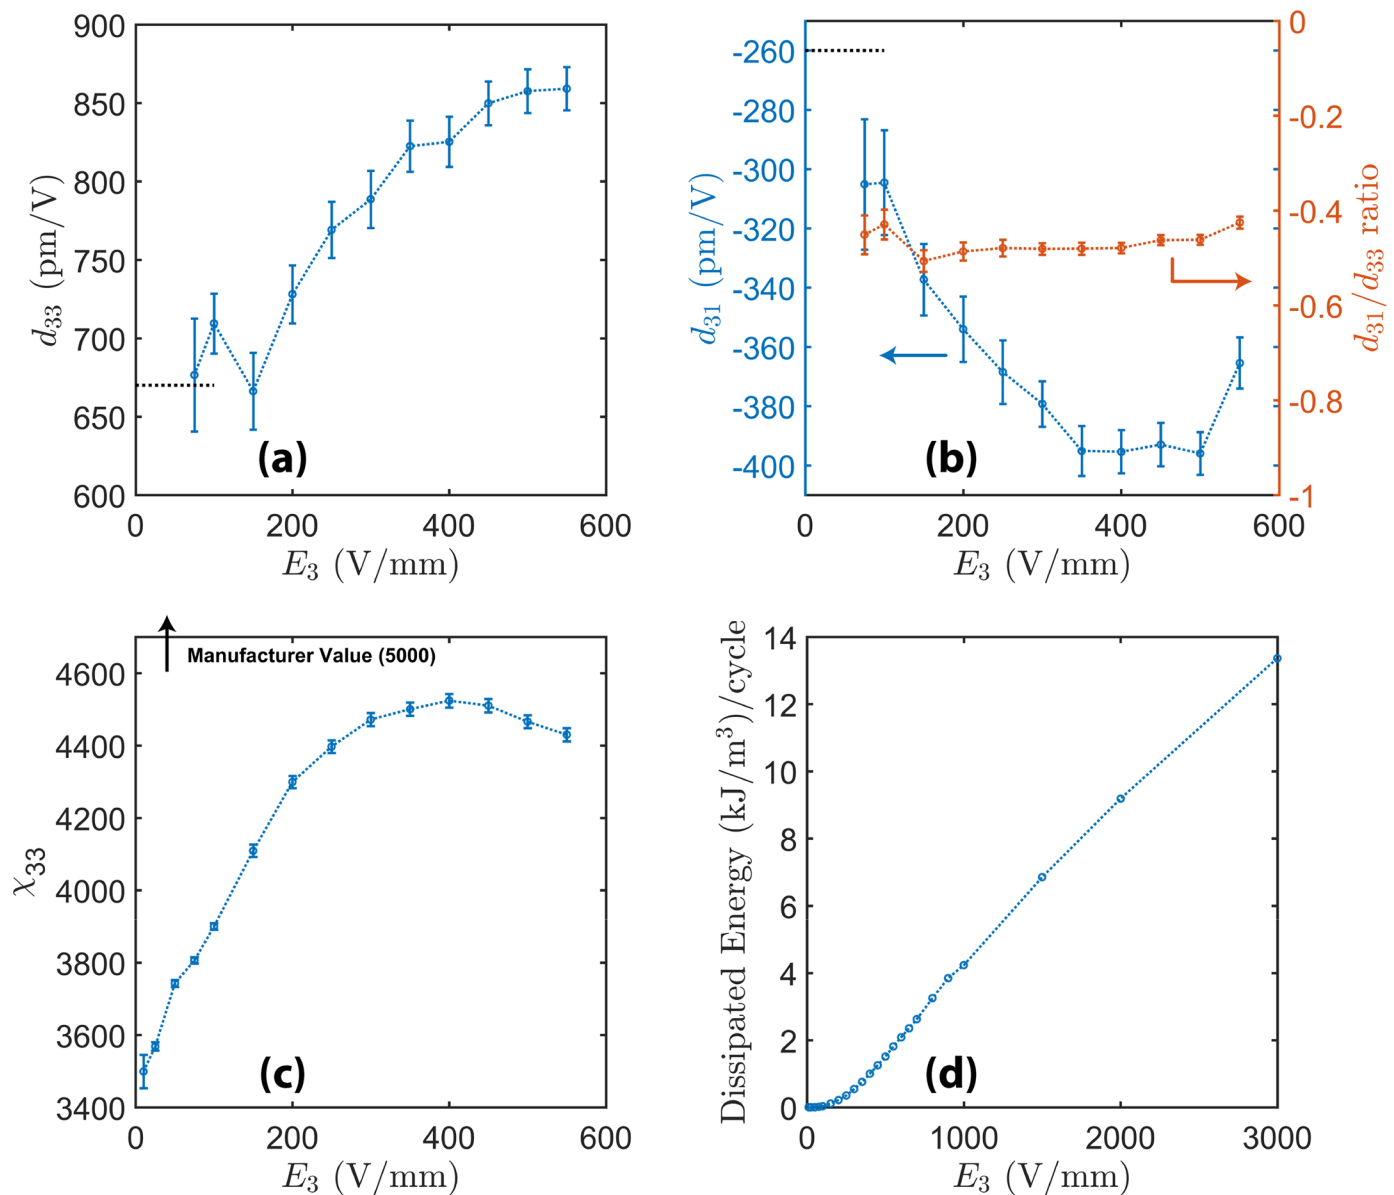 900
850
800
750
700
650
600
d33 (pm/V)
(a)
0 200 400 600
E3 (V/mm)
-260
-280
-300
-320
-340
-360
-380
-400
d31 (pm/V)
(b)
0
-0.2
-0.4
-0.6
-0.8
-1
d31/d33 ratio
0 200 400 600
E3 (V/mm)
Manufacturer Value (5000)
4600
4400
4200
4000
3800
3600
3400
χ33
(c)
0 200 400 600
E3 (V/mm)
14
12
10
8
6
4
2
0
Dissipated Energy (kJ/m³)/cycle
(d)
0 1000 2000 3000
E3 (V/mm)